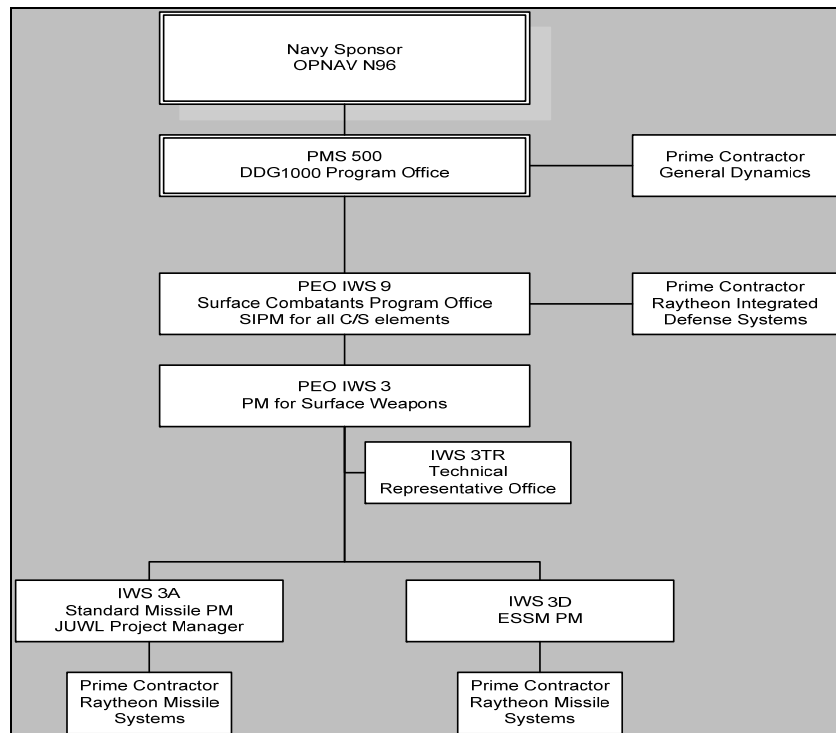 Navy Sponsor
OPNAV N96
PMS 500
DDG1000 Program Office
Prime Contractor
General Dynamics
PEO IWS 9
Surface Combatants Program Office
SIPM for all C/S elements
Prime Contractor
Raytheon Integrated
Defense Systems
PEO IWS 3
PM for Surface Weapons
IWS 3TR
Technical
Representative Office
IWS 3A
Standard Missile PM
JUWL Project Manager
IWS 3D
ESSM PM
Prime Contractor
Raytheon Missile
Systems
Prime Contractor
Raytheon Missile
Systems